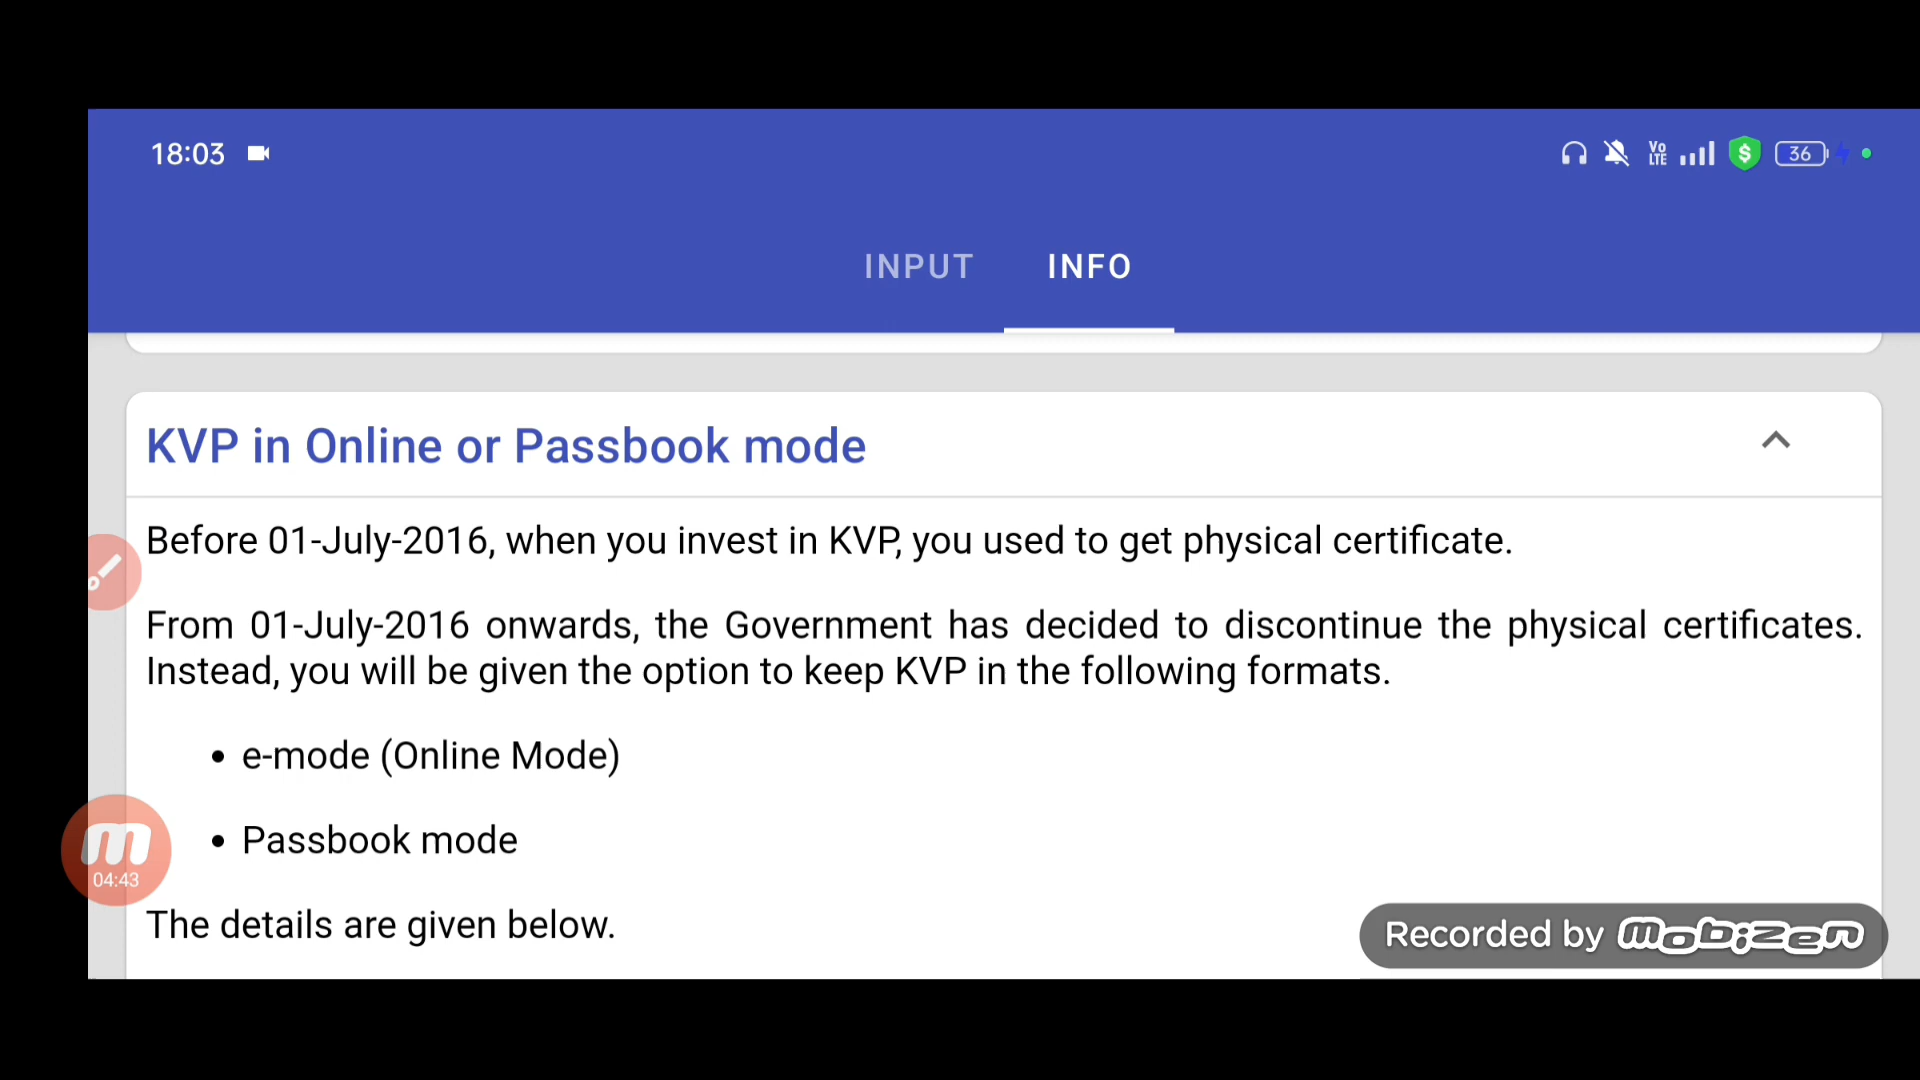 18:03
Vo
LTE
$
36
INPUT INFO
KVP in Online or Passbook mode
Before 01-July-2016, when you invest in KVP, you used to get physical certificate.
From 01-July-2016 onwards, the Government has decided to discontinue the physical certificates.
Instead, you will be given the option to keep KVP in the following formats.
• e-mode (Online Mode)
• Passbook mode
m
04:43
The details are given below.
Recorded by mobizen